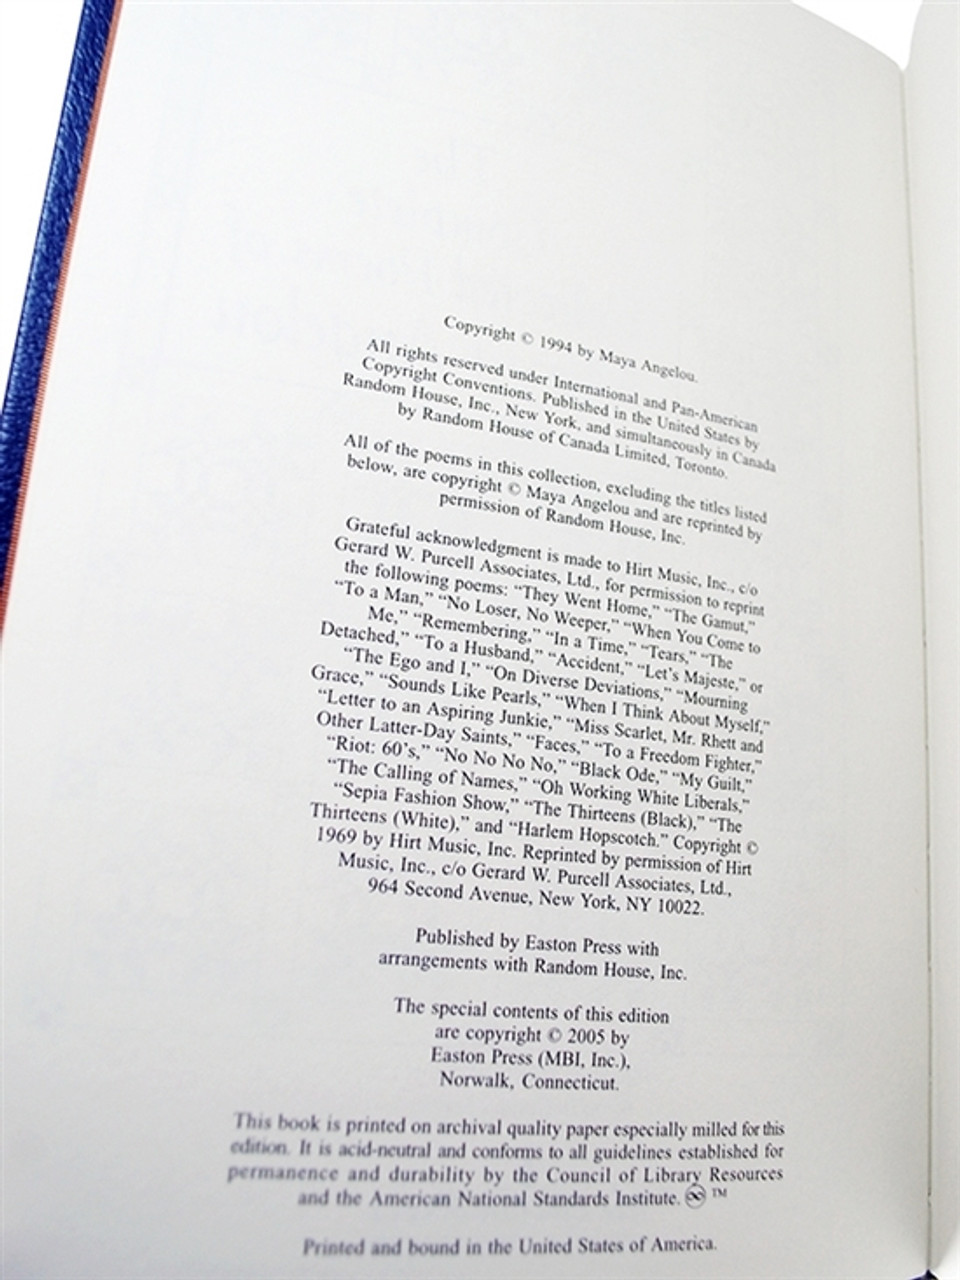 Copyright © 1994 by Maya Angelou.
All rights reserved under International and Pan-American
Copyright Conventions. Published in the United States by
Random House, Inc., New York, and simultaneously in Canada
by Random House of Canada Limited, Toronto.
All of the poems in this collection, excluding the titles listed
below, are copyright © Maya Angelou and are reprinted by
permission of Random House, Inc.
Grateful acknowledgment is made to Hirt Music, Inc., c/o
Gerard W. Purcell Associates, Ltd., for permission to reprint
the following poems: “They Went Home,” “The Gamut,”
“To a Man,” “No Loser, No Weeper,” “When You Come to
Me,” “Remembering,” “In a Time,” “Tears,” “The
Detached,” “To a Husband,” “Accident,” “Let’s Majeste,” or
“The Ego and I,” “On Diverse Deviations,” “Mourning
Grace,” “Sounds Like Pearls,” “When I Think About Myself,”
“Letter to an Aspiring Junkie,” “Miss Scarlet, Mr. Rhett and
Other Latter-Day Saints,” “Faces,” “To a Freedom Fighter,”
“Riot: 60’s,” “No No No No,” “Black Ode,” “My Guilt,”
“The Calling of Names,” “Oh Working White Liberals,”
“Sepia Fashion Show,” “The Thirteens (Black),” “The
Thirteens (White),” and “Harlem Hopscotch.” Copyright ©
1969 by Hirt Music, Inc. Reprinted by permission of Hirt
Music, Inc., c/o Gerard W. Purcell Associates, Ltd.,
964 Second Avenue, New York, NY 10022.
Published by Easton Press with
arrangements with Random House, Inc.
The special contents of this edition
are copyright © 2005 by
Easton Press (MBI, Inc.),
Norwalk, Connecticut.
This book is printed on archival quality paper especially milled for this
edition. It is acid-neutral and conforms to all guidelines established for
permanence and durability by the Council of Library Resources
and the American National Standards Institute. ♾ ™
Printed and bound in the United States of America.